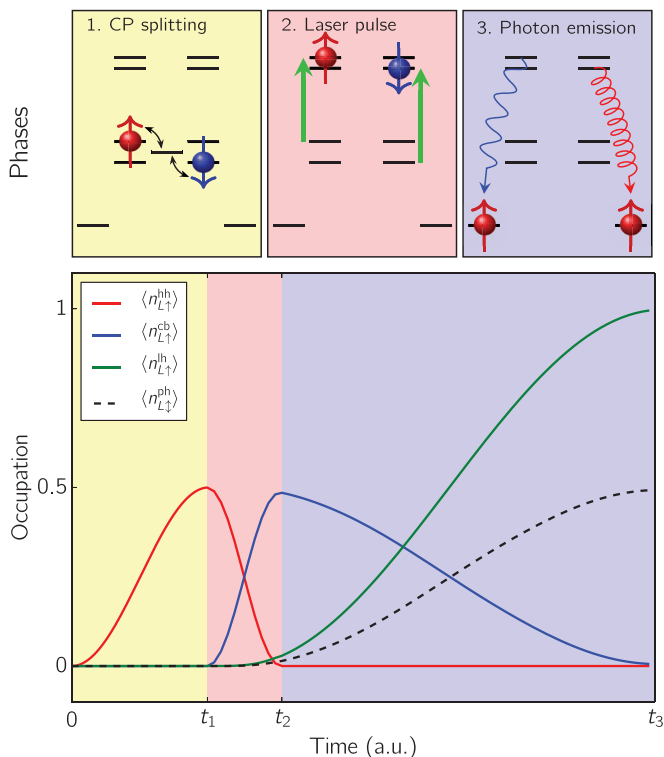 1. CP splitting
2. Laser pulse
3. Photon emission
Phases
⟨n^hh_L↑⟩
⟨n^cb_L↑⟩
⟨n^lh_L↑⟩
⟨n^ph_L↕⟩
1
0.5
0
Occupation
0
t₁
t₂
t₃
Time (a.u.)